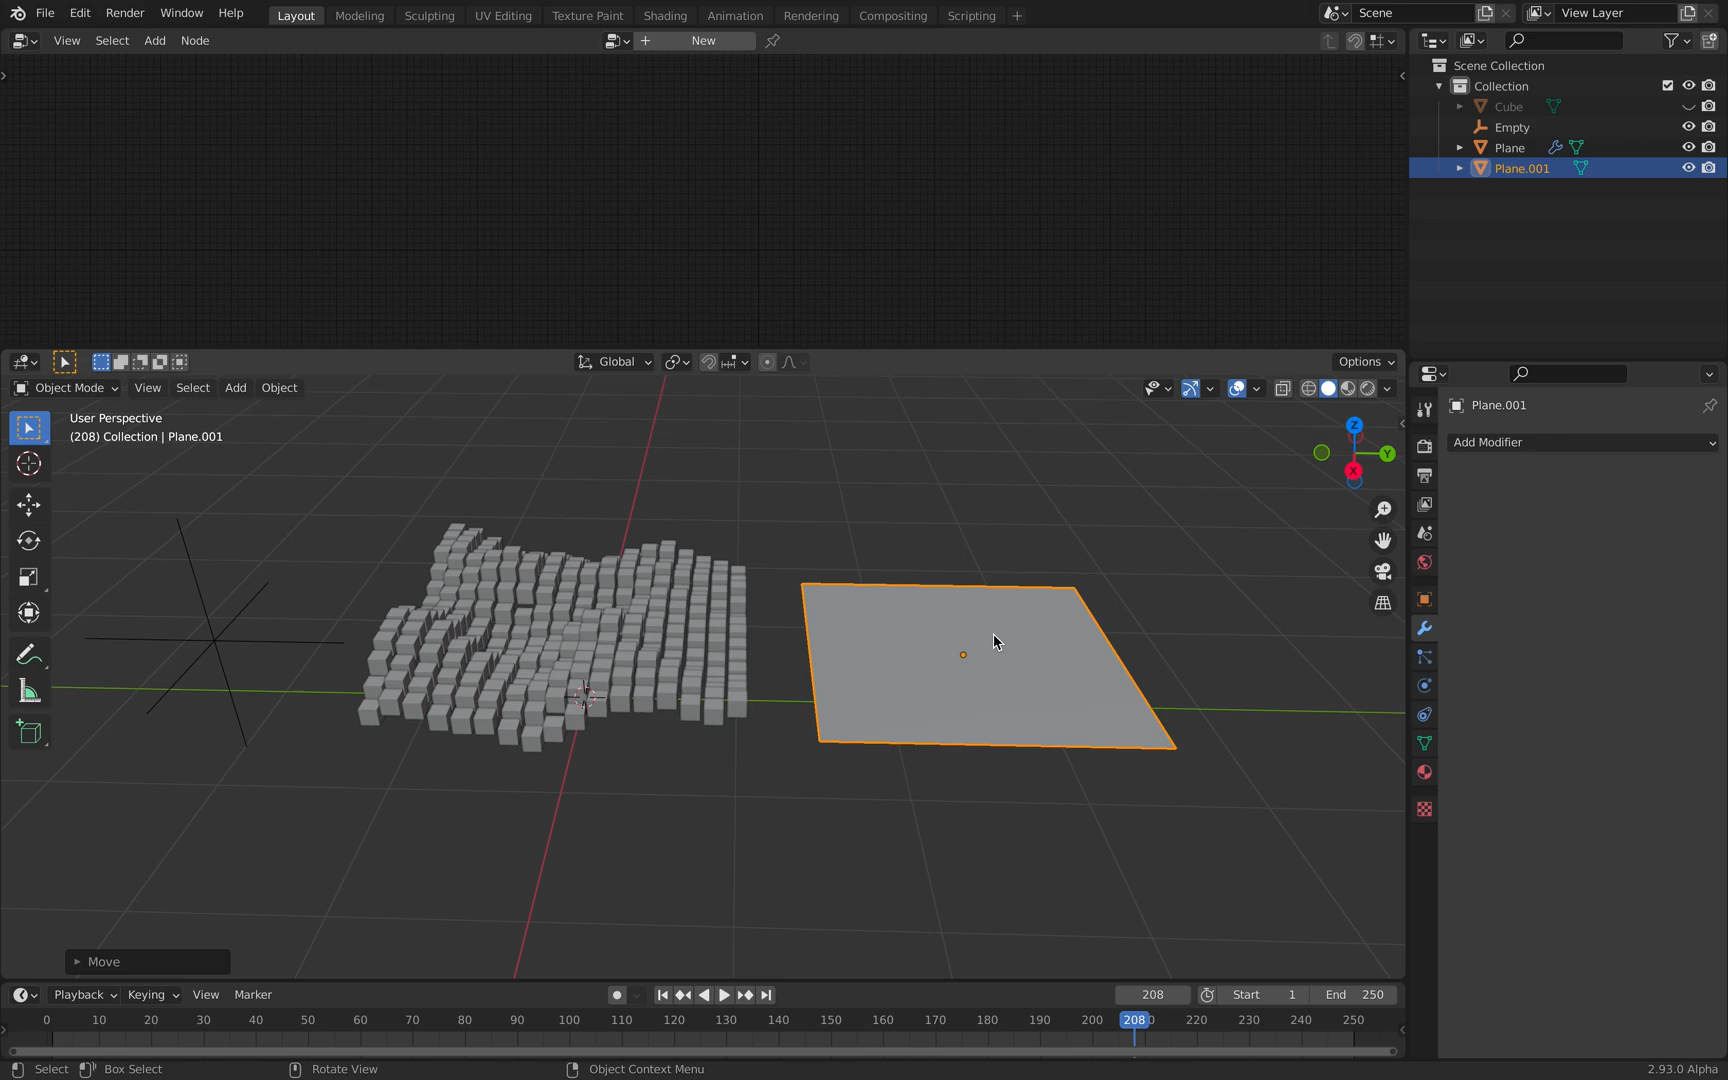 File Edit Render Window Help Layout Modeling Sculpting UV Editing Texture Paint Shading Animation Rendering Compositing Scripting + Scene View Layer
View Select Add Node + New
Scene Collection
Collection
Cube
Empty
Plane
Plane.001
Global Options
Object Mode View Select Add Object
User Perspective
(208) Collection | Plane.001
Z
Y
X
Plane.001
Add Modifier
Move
Playback Keying View Marker 208 Start 1 End 250
0 10 20 30 40 50 60 70 80 90 100 110 120 130 140 150 160 170 180 190 200 208 220 230 240 250
Select Box Select Rotate View Object Context Menu 2.93.0 Alpha